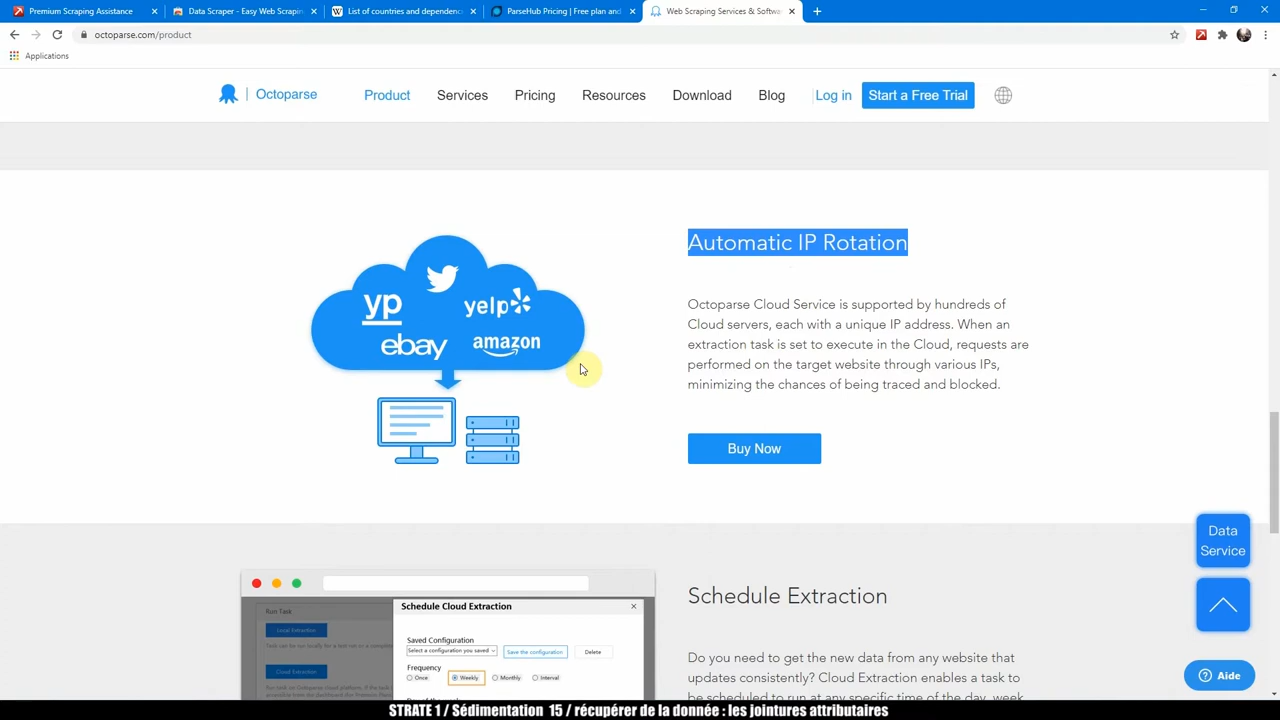 Premium Scraping Assistance
Data Scraper - Easy Web Scrapin
List of countries and dependenc
ParseHub Pricing | Free plan and
Web Scraping Services & Softwa
octoparse.com/product
Applications
Octoparse
Product
Services
Pricing
Resources
Download
Blog
Log in
Start a Free Trial
yp
yelp
ebay
amazon
Automatic IP Rotation
Octoparse Cloud Service is supported by hundreds of
Cloud servers, each with a unique IP address. When an
extraction task is set to execute in the Cloud, requests are
performed on the target website through various IPs,
minimizing the chances of being traced and blocked.
Buy Now
Data
Service
Schedule Cloud Extraction
Run Task
Local Extraction
Saved Configuration
Select a configuration you saved
Save the configuration
Delete
Frequency
Once
Weekly
Monthly
Interval
Cloud Extraction
Schedule Extraction
Do you need to get the new data from any website that
updates consistently? Cloud Extraction enables a task to
Aide
STRATE 1 / Sédimentation 15 / récupérer de la donnée : les jointures attributaires